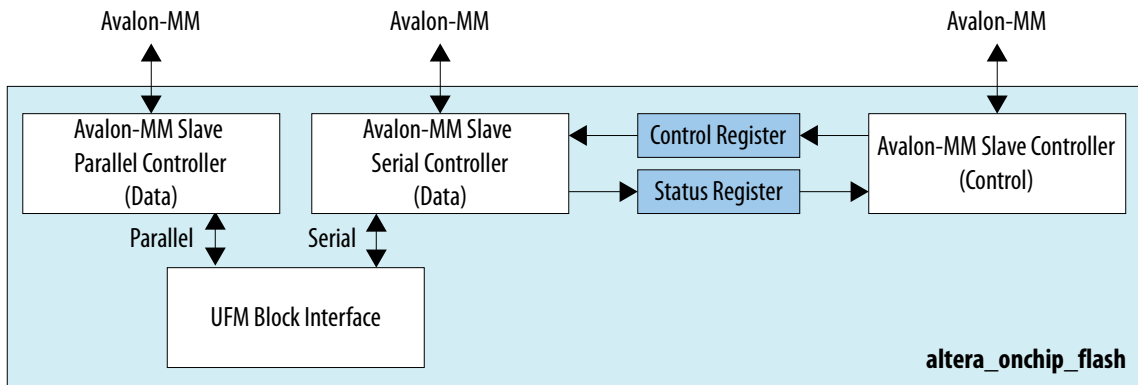 Avalon-MM
Avalon-MM
Avalon-MM
Avalon-MM Slave
Parallel Controller
(Data)
Avalon-MM Slave
Serial Controller
(Data)
Control Register
Status Register
Avalon-MM Slave Controller
(Control)
Parallel
Serial
UFM Block Interface
altera_onchip_flash